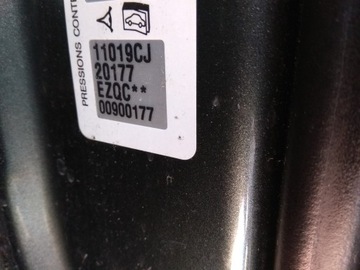 PRESSIONS CONT
11019CJ
20177
EZQC**
00900177